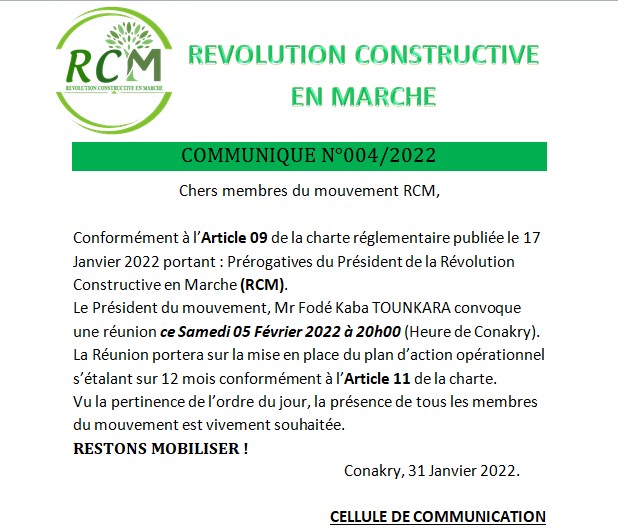 RCM
REVOLUTION CONSTRUCTIVE EN MARCHE
REVOLUTION CONSTRUCTIVE
EN MARCHE
COMMUNIQUE N°004/2022
Chers membres du mouvement RCM,
Conformément à l’Article 09 de la charte réglementaire publiée le 17
Janvier 2022 portant : Prérogatives du Président de la Révolution
Constructive en Marche (RCM).
Le Président du mouvement, Mr Fodé Kaba TOUNKARA convoque
une réunion ce Samedi 05 Février 2022 à 20h00 (Heure de Conakry).
La Réunion portera sur la mise en place du plan d’action opérationnel
s’étalant sur 12 mois conformément à l’Article 11 de la charte.
Vu la pertinence de l’ordre du jour, la présence de tous les membres
du mouvement est vivement souhaitée.
RESTONS MOBILISER !
Conakry, 31 Janvier 2022.
CELLULE DE COMMUNICATION